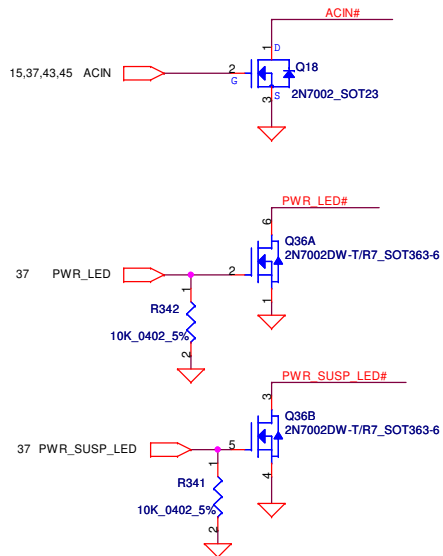 ACIN#
1
D
Q18
15,37,43,45 ACIN
2
G
3
S
2N7002_SOT23
PWR_LED#
6
Q36A
2N7002DW-T/R7_SOT363-6
37 PWR_LED
2
1
1
R342
10K_0402_5%
2
PWR_SUSP_LED#
3
Q36B
2N7002DW-T/R7_SOT363-6
37 PWR_SUSP_LED
5
4
1
R341
10K_0402_5%
2